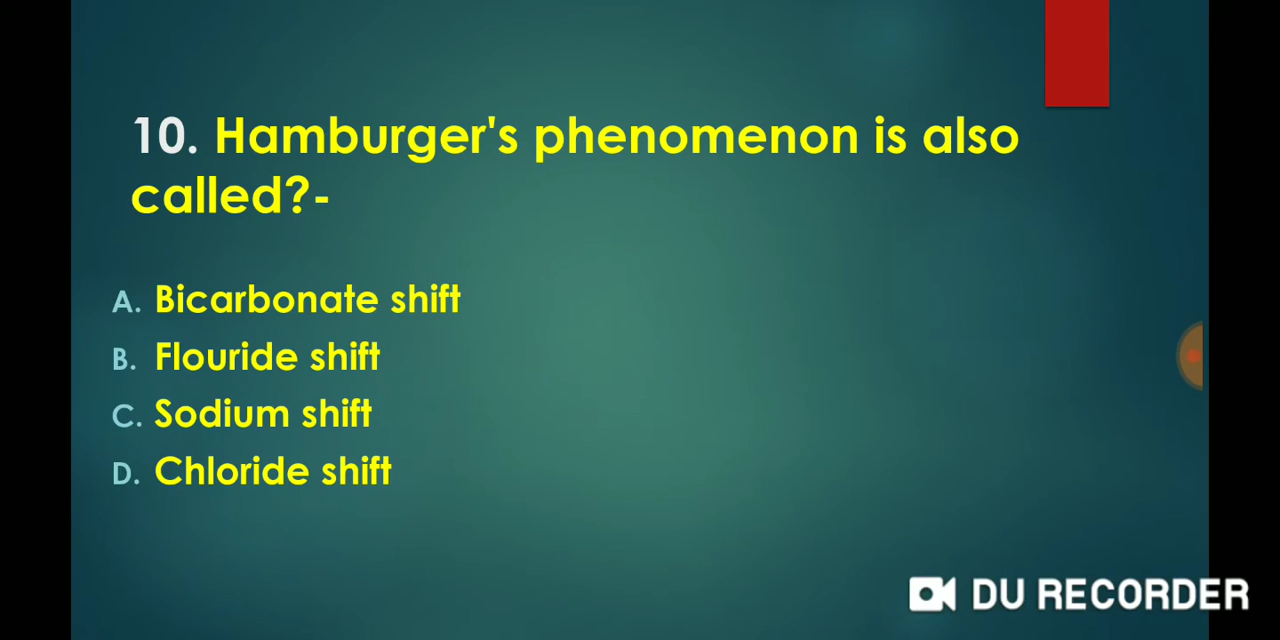 10. Hamburger's phenomenon is also
called?-
A. Bicarbonate shift
B. Flouride shift
C. Sodium shift
D. Chloride shift
DU RECORDER